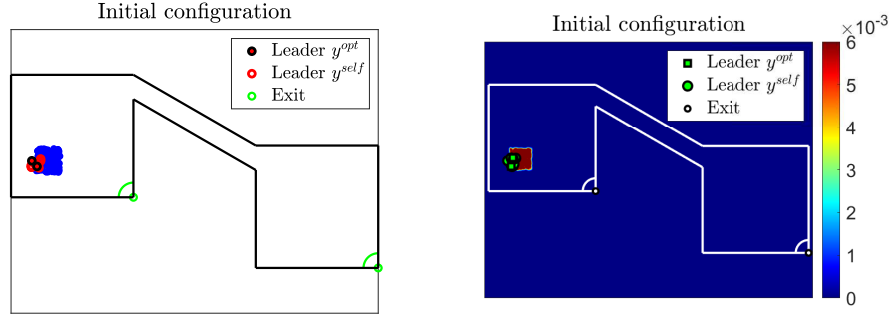 Initial configuration
Leader y^opt
Leader y^self
Exit
Initial configuration
×10^-3
Leader y^opt
Leader y^self
Exit
6
5
4
3
2
1
0